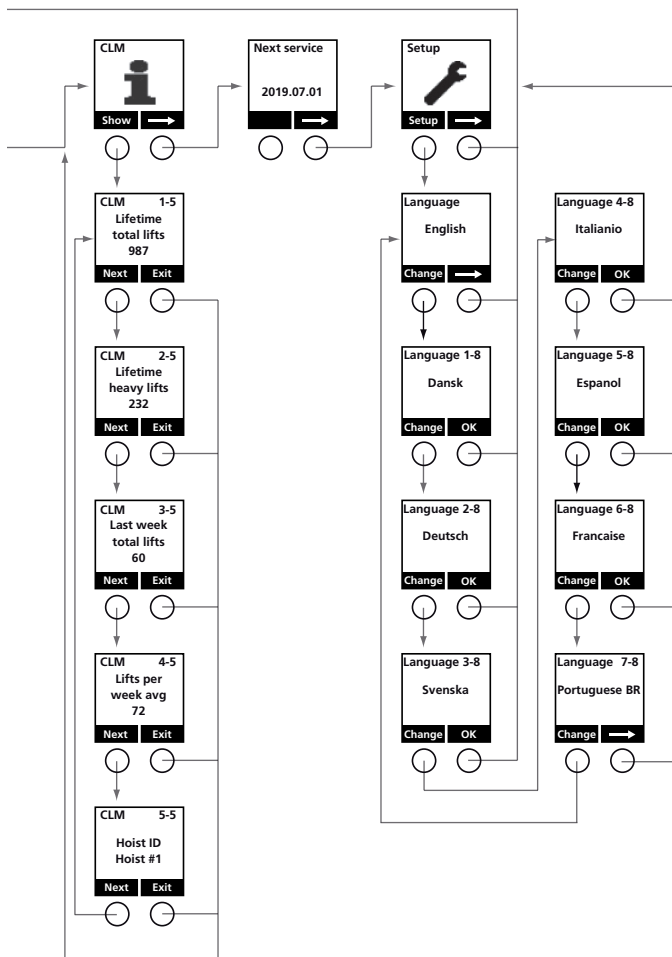 CLM
Show
Next service
2019.07.01
Setup
Setup
CLM 1-5
Lifetime
total lifts
987
Next Exit
CLM 2-5
Lifetime
heavy lifts
232
Next Exit
CLM 3-5
Last week
total lifts
60
Next Exit
CLM 4-5
Lifts per
week avg
72
Next Exit
CLM 5-5
Hoist ID
Hoist #1
Next Exit
Language
English
Change
Language 1-8
Dansk
Change OK
Language 2-8
Deutsch
Change OK
Language 3-8
Svenska
Change OK
Language 4-8
Italianio
Change OK
Language 5-8
Espanol
Change OK
Language 6-8
Francaise
Change OK
Language 7-8
Portuguese BR
Change